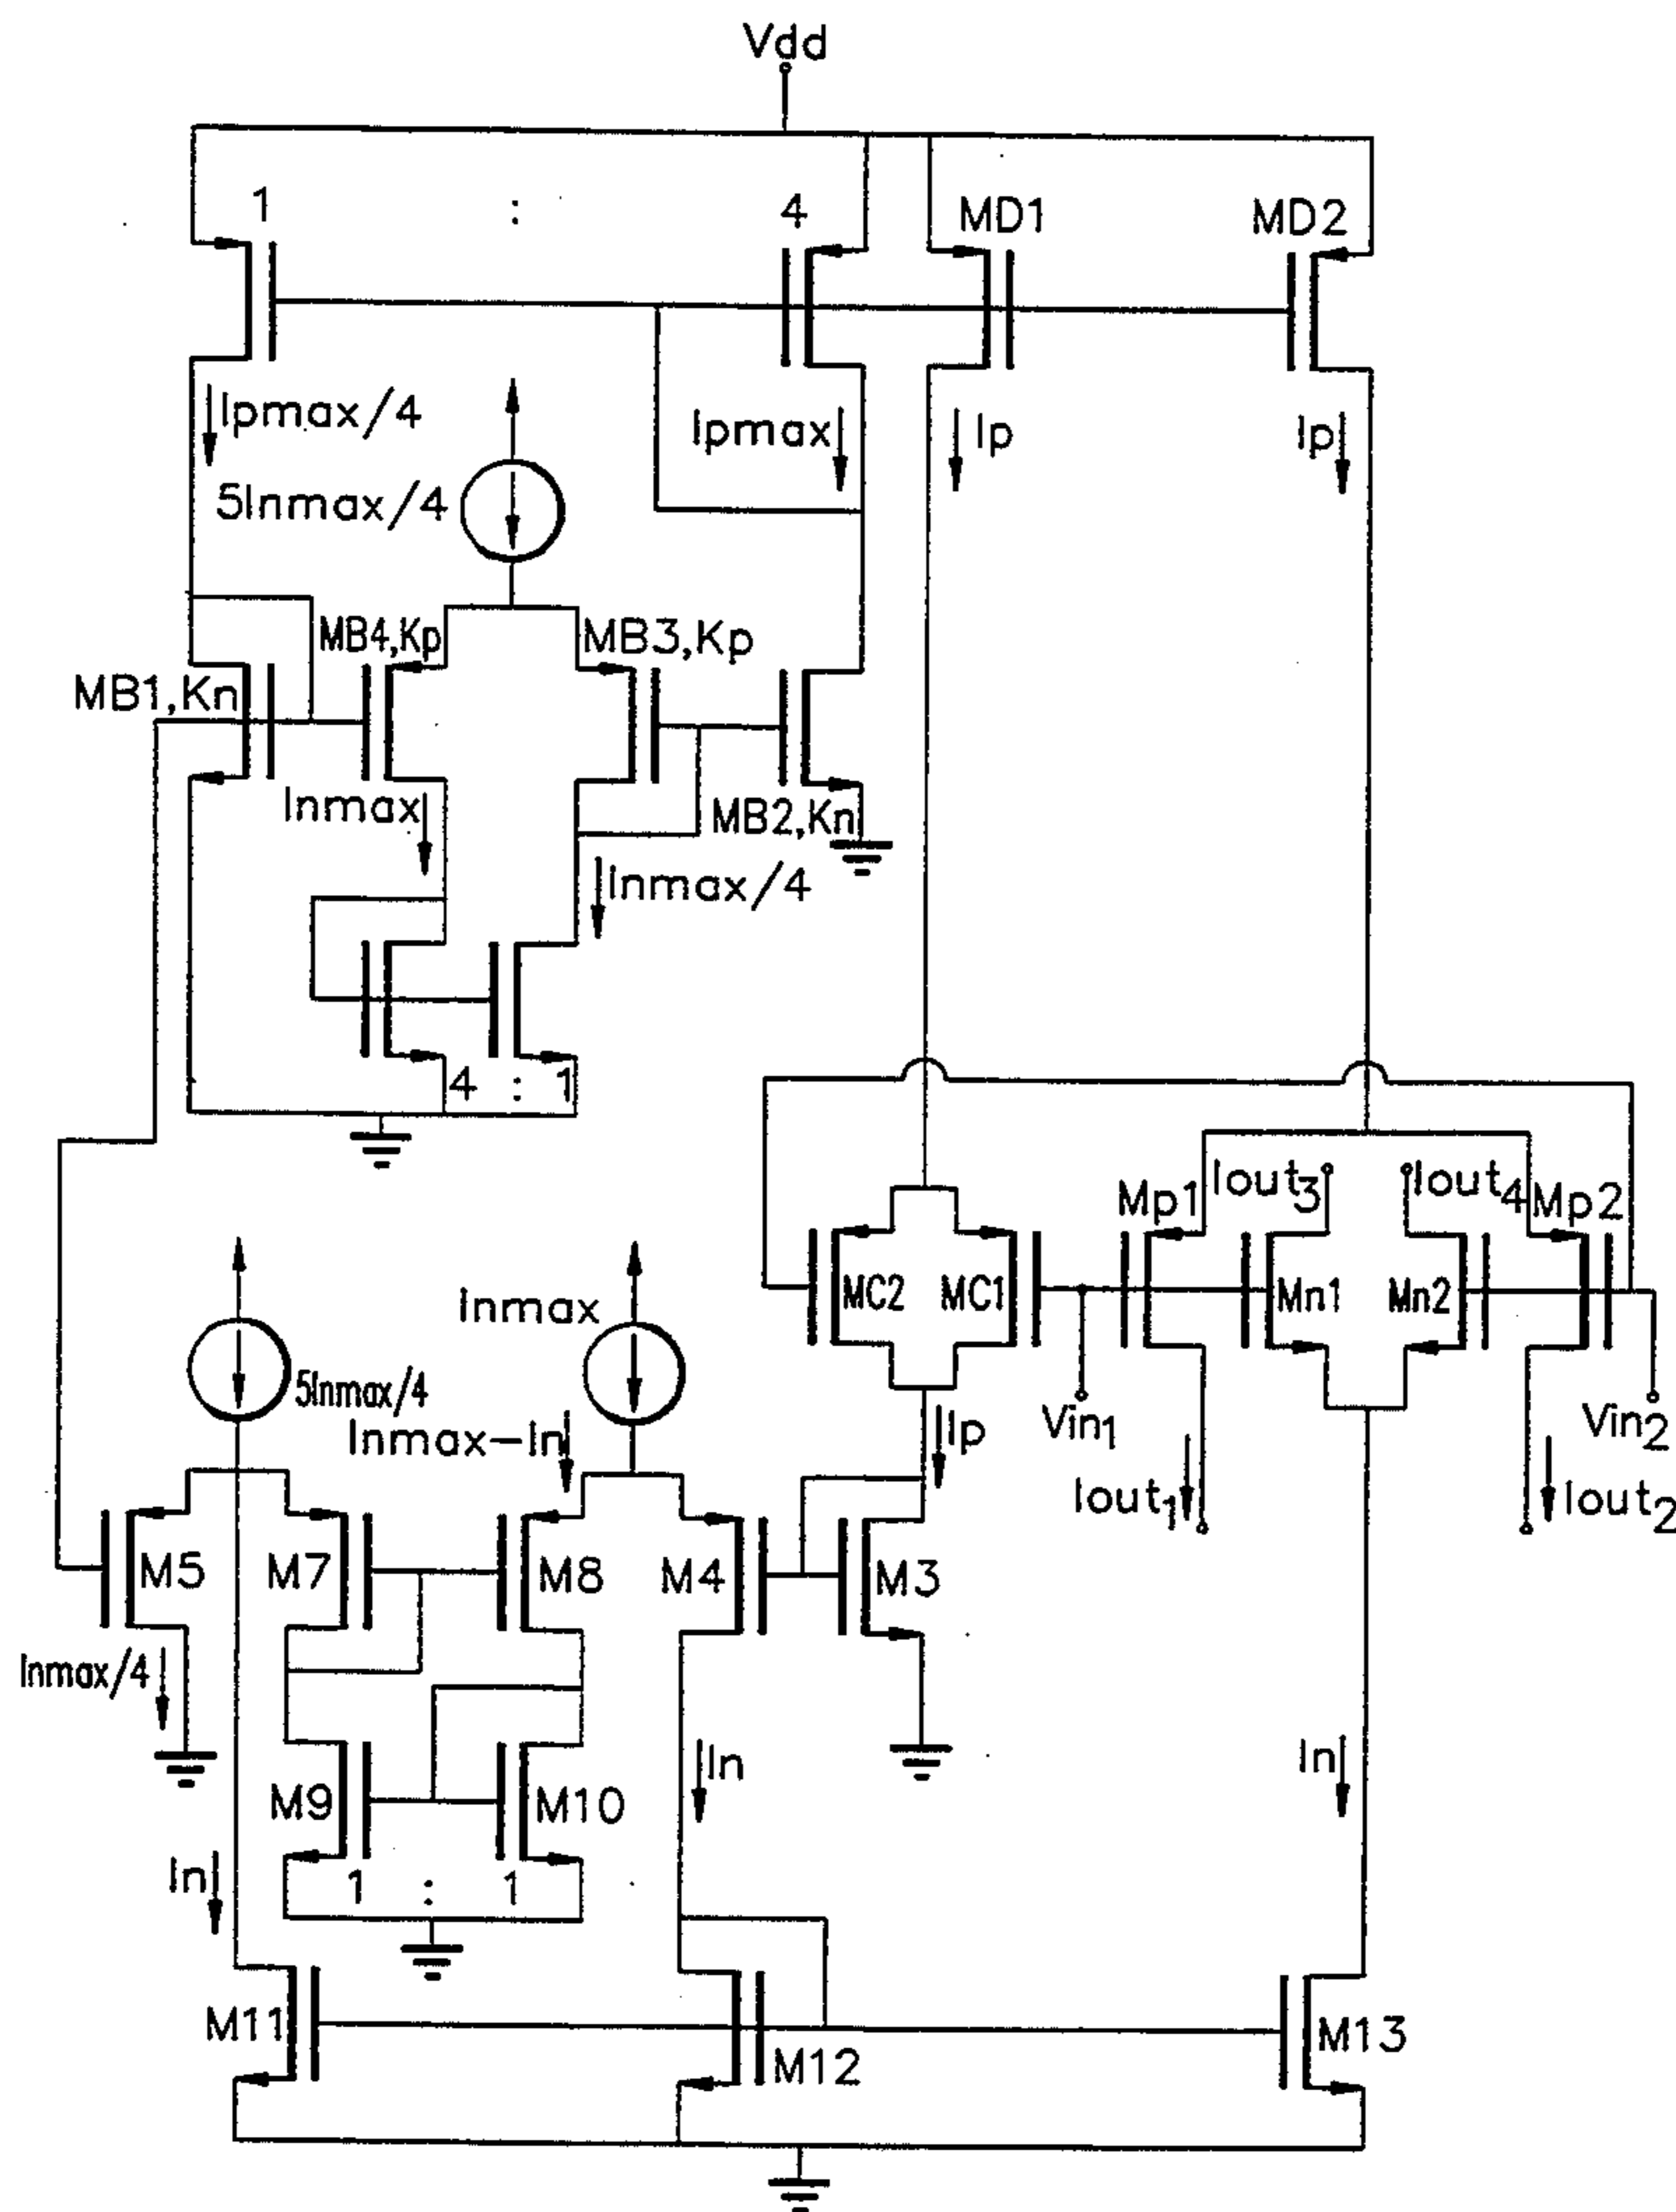 Vdd
1 : 4
MD1
MD2
Ipmax/4
Ipmax
Ip
Ip
5Inmax/4
MB4,Kp
MB3,Kp
MB1,Kn
MB2,Kn
Inmax
Inmax/4
4 : 1
Mp1
Iout3
Iout4
Mp2
MC2
MC1
Mn1
Mn2
Inmax
5Inmax/4
Inmax-In
Ip
Vin1
Vin2
Iout1
Iout2
M5
M7
M8
M4
M3
Inmax/4
In
In
M9
M10
1 : 1
In
M11
M12
M13